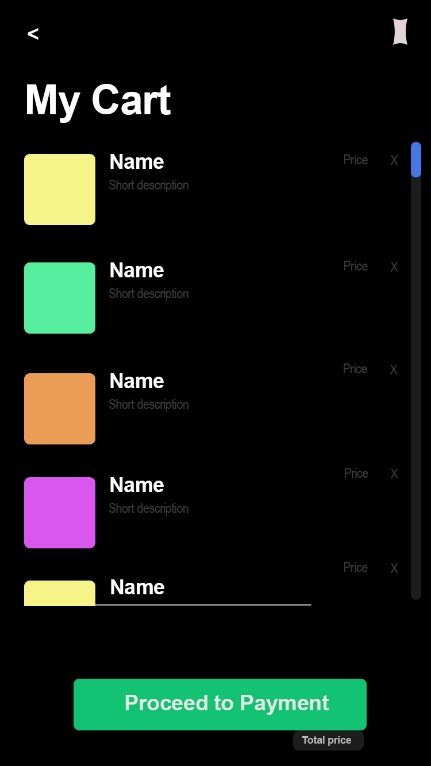 <
My Cart
Name
Price X
Short description
Name
Price X
Short description
Name
Price X
Short description
Name
Price X
Short description
Name
Price X
Proceed to Payment
Total price